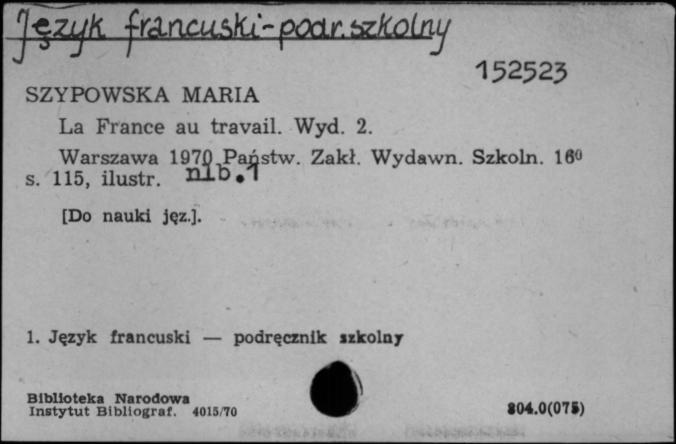 Język francuski-podr. szkolny
152523
SZYPOWSKA MARIA
La France au travail. Wyd. 2.
Warszawa 1970 Państw. Zakł. Wydawn. Szkoln. 16⁰
s. 115, ilustr. nlb. 1
[Do nauki jęz.].
1. Język francuski — podręcznik szkolny
Biblioteka Narodowa
Instytut Bibliograf. 4015/70
804.0(075)